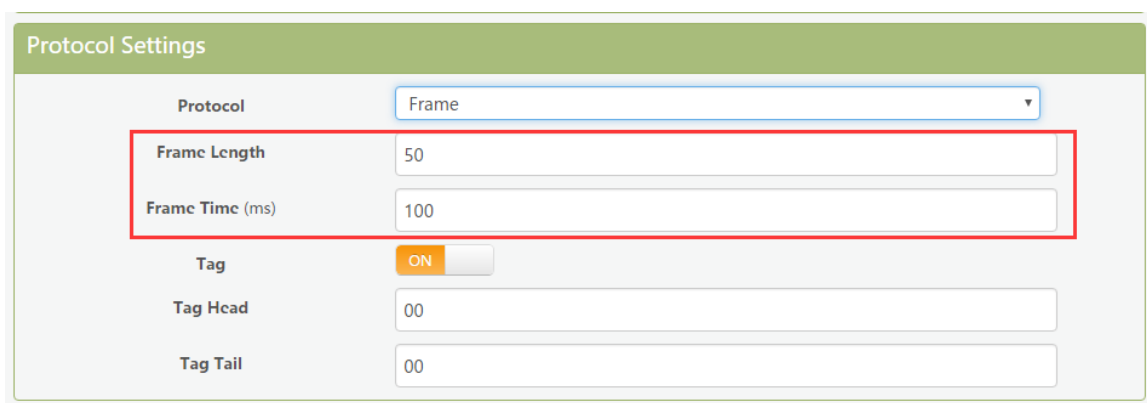 Protocol Settings
Protocol Frame
Frame Length 50
Frame Time (ms) 100
Tag ON
Tag Head 00
Tag Tail 00